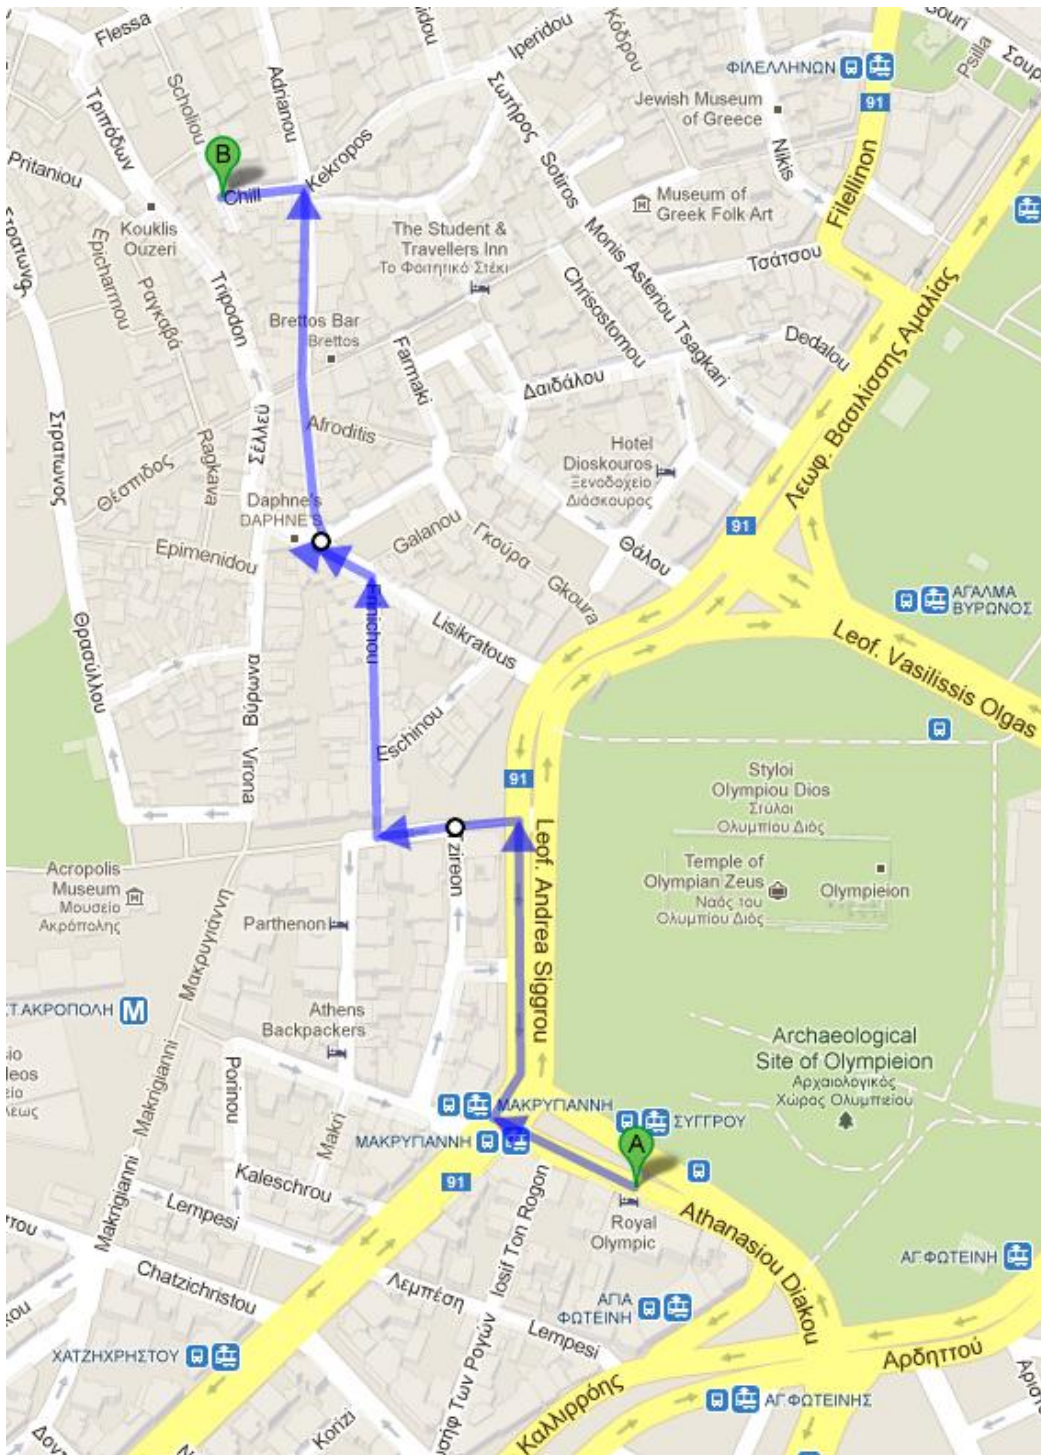 Flessa
Scholiou
Adrianou
Iperidou
Κόδρου
ΦΙΛΕΛΛΗΝΩΝ
Psilla
91
Τριπόδων
Σωτήρος
Sotiros
Jewish Museum
of Greece
Nikis
Filellinon
Pritaniou
B
Chill
Kekropos
Museum of
Greek Folk Art
Kouklis
Ouzeri
The Student &
Travellers Inn
Το Φοιτητικό Στέκι
Monis Asteriou Tsagkari
Τσάτσου
Epicharmou
Ραγκαβά
Tripodon
Chrisostomou
Λεωφ. Βασιλίσσης Αμαλίας
Brettos Bar
Brettos
Farmaki
Dedalou
Δαιδάλου
Στράτωνος
Afroditis
Θέσπιδος
Ragkava
Σέλλεϋ
Hotel
Dioskouros
Ξενοδοχείο
Διόσκουρος
Daphne's
DAPHNE'S
Epimenidou
Galanou
Γκούρα
Gkoura
Θάλου
91
ΑΓΑΛΜΑ
ΒΥΡΩΝΟΣ
Θρασύλλου
Lisikratous
Leof. Vasilissis Olgas
Βύρωνα
Virona
Eschinou
91
Styloi
Olympiou Dios
Στύλοι
Ολυμπίου Διός
Leof. Andrea Siggrou
Tzireon
Temple of
Olympian Zeus
Ναός του
Ολυμπίου Διός
Olympieion
Acropolis
Museum
Μουσείο
Ακρόπολης
Μακρυγιάννη
Parthenon
ΣΤ.ΑΚΡΟΠΟΛΗ
M
Athens
Backpackers
Archaeological
Site of Olympieion
Αρχαιολογικός
Χώρος Ολυμπιείου
Makrigianni
Makrigianni
Porinou
Makri
ΜΑΚΡΥΓΙΑΝΝΗ
ΜΑΚΡΥΓΙΑΝΝΗ
ΣΥΓΓΡΟΥ
A
91
Kaleschrou
Lempesi
Iosif Ton Rogon
Royal
Olympic
Athanasiou Diakou
Chatzichristou
Λεμπέση
Lempesi
ΑΓΙΑ
ΦΩΤΕΙΝΗ
ΑΓ.ΦΩΤΕΙΝΗ
ΧΑΤΖΗΧΡΗΣΤΟΥ
Των Ρογών
Καλλιρρόης
Αρδηττού
ΑΓ.ΦΩΤΕΙΝΗΣ
Korizi